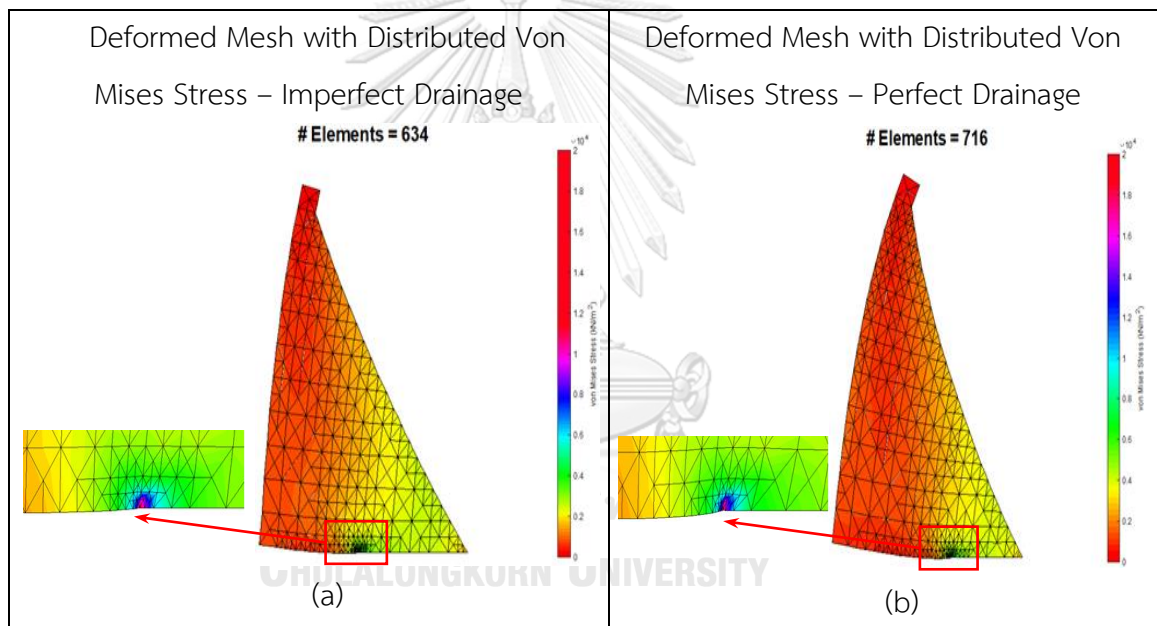 Deformed Mesh with Distributed Von
Mises Stress – Imperfect Drainage
# Elements = 634
×10⁴
2
1.8
1.6
1.4
1.2
1
0.8
0.6
0.4
0.2
0
von Mises Stress (kN/m²)
(a)
Deformed Mesh with Distributed Von
Mises Stress – Perfect Drainage
# Elements = 716
×10⁴
2
1.8
1.6
1.4
1.2
1
0.8
0.6
0.4
0.2
0
von Mises Stress (kN/m²)
(b)
CHULALONGKORN UNIVERSITY